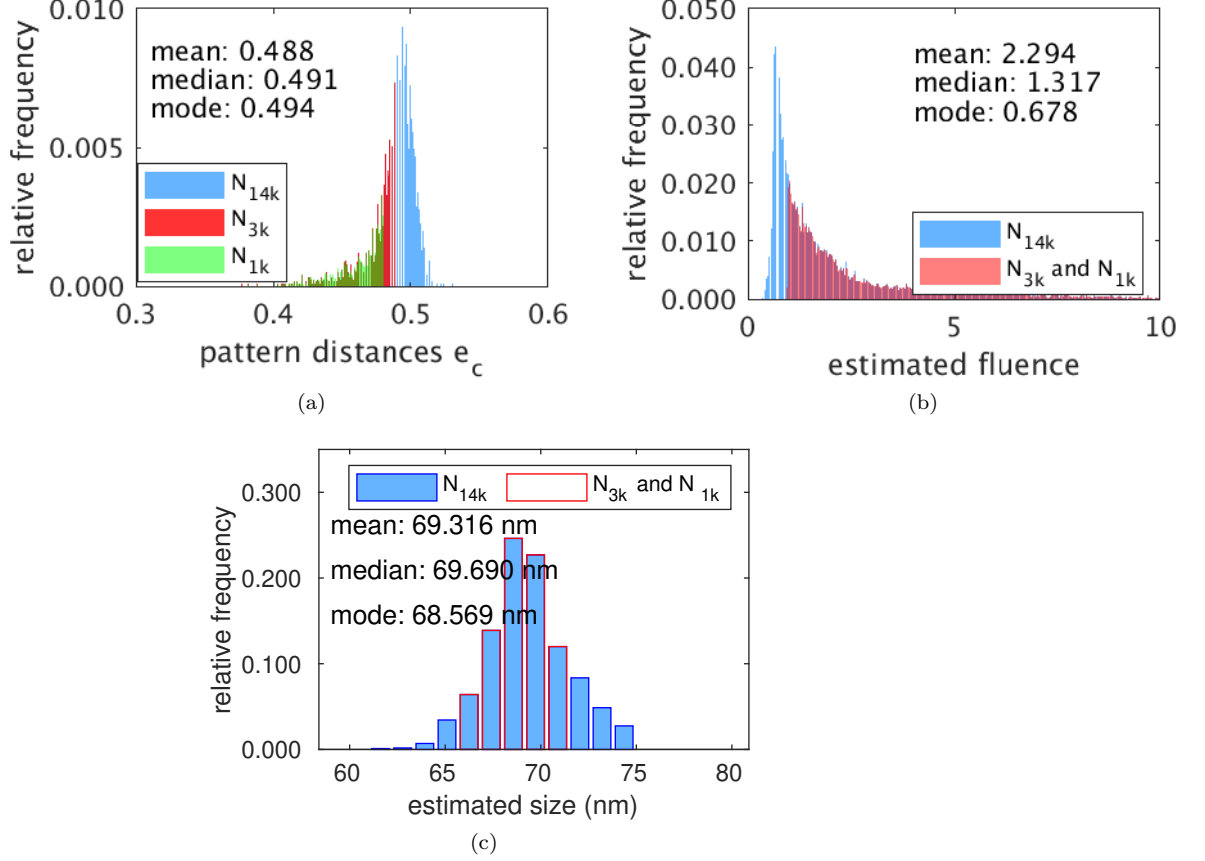 0.010
mean: 0.488
median: 0.491
mode: 0.494
relative frequency
0.005
N14k
N3k
N1k
0.000
0.3 0.4 0.5 0.6
pattern distances ec
(a)
0.050
mean: 2.294
median: 1.317
mode: 0.678
0.040
relative frequency
0.030
0.020
N14k
0.010
N3k and N1k
0.000
0 5 10
estimated fluence
(b)
N14k N3k and N 1k
0.300
mean: 69.316 nm
median: 69.690 nm
0.200
mode: 68.569 nm
relative frequency
0.100
0.000
60 65 70 75 80
estimated size (nm)
(c)